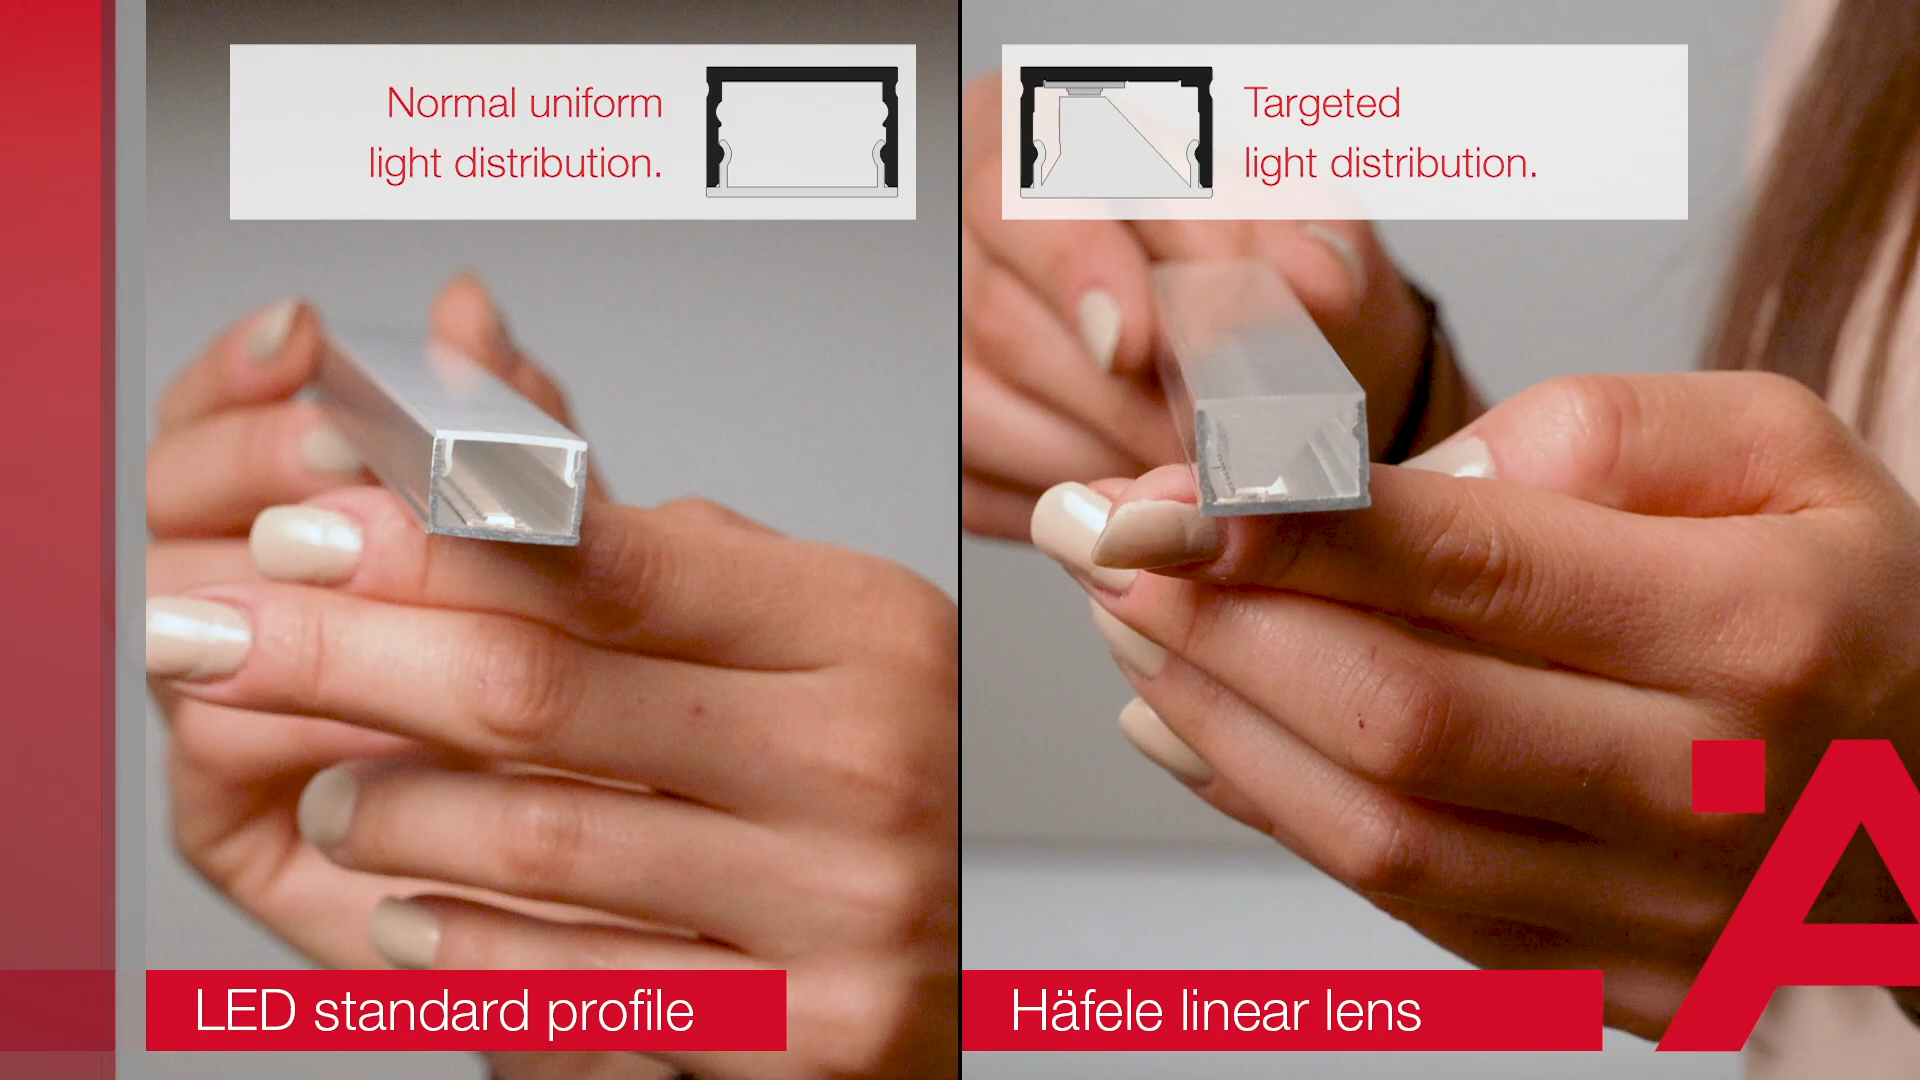 Normal uniform
light distribution.
Targeted
light distribution.
LED standard profile
Häfele linear lens